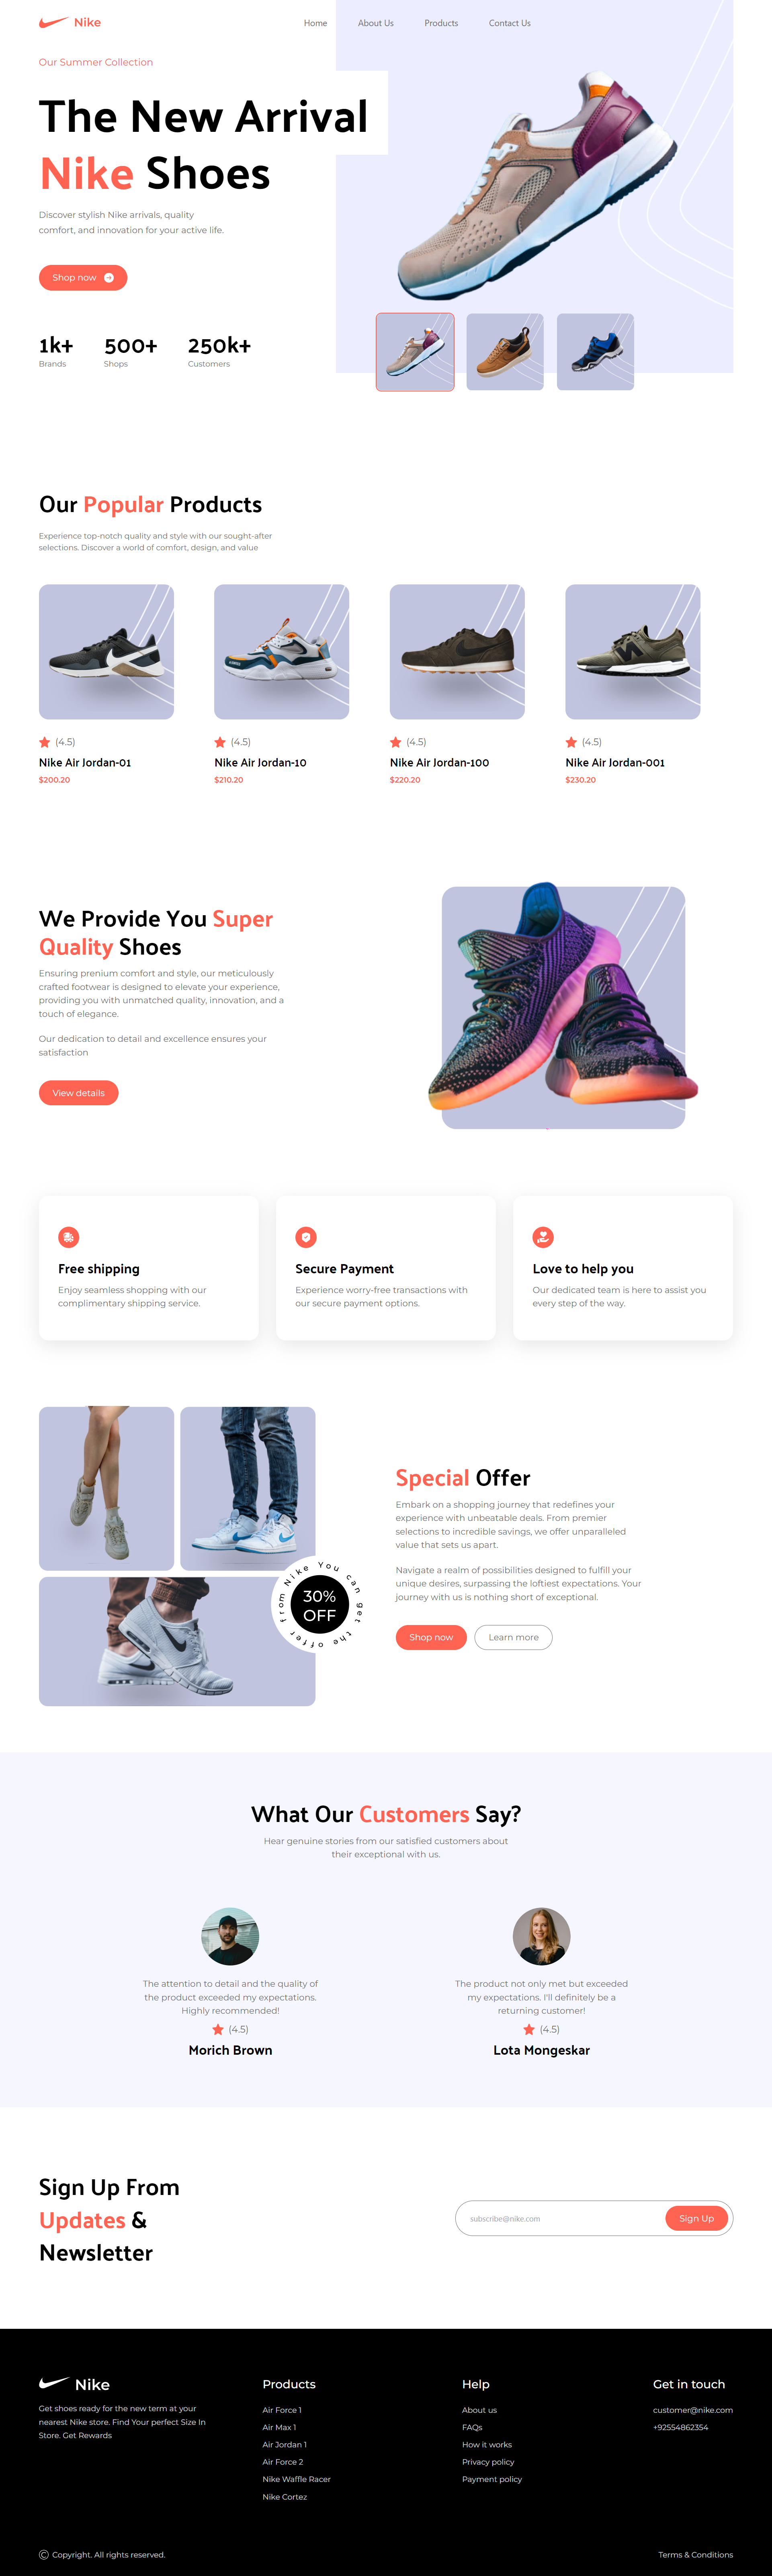 Nike
Home
About Us
Products
Contact Us
Our Summer Collection
The New Arrival
Nike Shoes
Discover stylish Nike arrivals, quality
comfort, and innovation for your active life.
Shop now
1k+
Brands
500+
Shops
250k+
Customers
Our Popular Products
Experience top-notch quality and style with our sought-after
selections. Discover a world of comfort, design, and value
(4.5)
Nike Air Jordan-01
$200.20
(4.5)
Nike Air Jordan-10
$210.20
(4.5)
Nike Air Jordan-100
$220.20
(4.5)
Nike Air Jordan-001
$230.20
We Provide You Super
Quality Shoes
Ensuring prenium comfort and style, our meticulously
crafted footwear is designed to elevate your experience,
providing you with unmatched quality, innovation, and a
touch of elegance.
Our dedication to detail and excellence ensures your
satisfaction
View details
Free shipping
Enjoy seamless shopping with our
complimentary shipping service.
Secure Payment
Experience worry-free transactions with
our secure payment options.
Love to help you
Our dedicated team is here to assist you
every step of the way.
You can get the offer from Nike
30%
OFF
Special Offer
Embark on a shopping journey that redefines your
experience with unbeatable deals. From premier
selections to incredible savings, we offer unparalleled
value that sets us apart.
Navigate a realm of possibilities designed to fulfill your
unique desires, surpassing the loftiest expectations. Your
journey with us is nothing short of exceptional.
Shop now
Learn more
What Our Customers Say?
Hear genuine stories from our satisfied customers about
their exceptional with us.
The attention to detail and the quality of
the product exceeded my expectations.
Highly recommended!
(4.5)
Morich Brown
The product not only met but exceeded
my expectations. I'll definitely be a
returning customer!
(4.5)
Lota Mongeskar
Sign Up From
Updates &
Newsletter
subscribe@nike.com
Sign Up
Nike
Get shoes ready for the new term at your
nearest Nike store. Find Your perfect Size In
Store. Get Rewards
Products
Air Force 1
Air Max 1
Air Jordan 1
Air Force 2
Nike Waffle Racer
Nike Cortez
Help
About us
FAQs
How it works
Privacy policy
Payment policy
Get in touch
customer@nike.com
+92554862354
© Copyright. All rights reserved.
Terms & Conditions